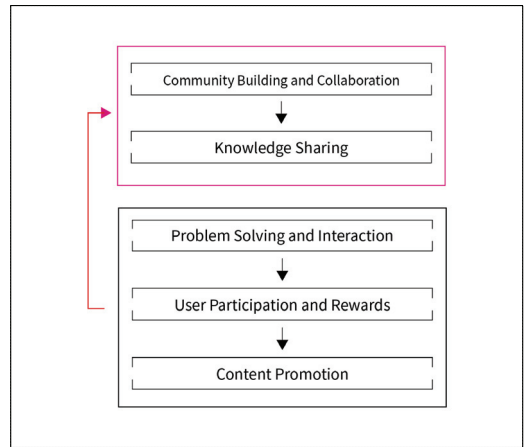 Community Building and Collaboration
Knowledge Sharing
Problem Solving and Interaction
User Participation and Rewards
Content Promotion